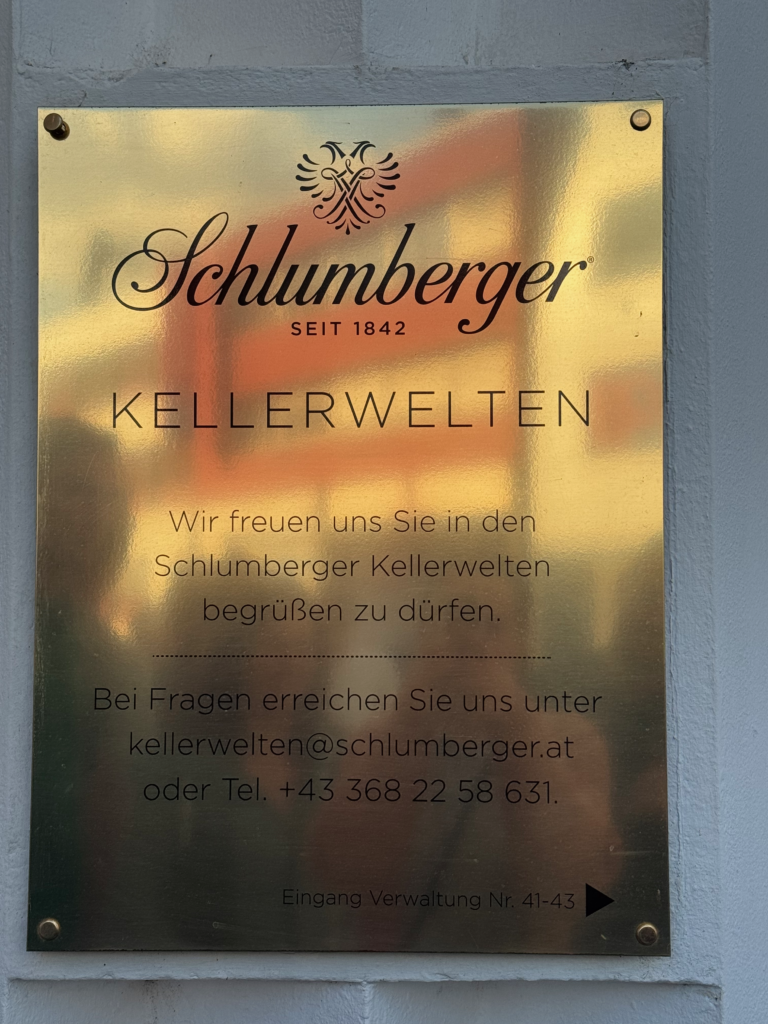 Schlumberger®
SEIT 1842
KELLERWELTEN
Wir freuen uns Sie in den
Schlumberger Kellerwelten
begrüßen zu dürfen.
Bei Fragen erreichen Sie uns unter
kellerwelten@schlumberger.at
oder Tel. +43 368 22 58 631.
Eingang Verwaltung Nr. 41-43